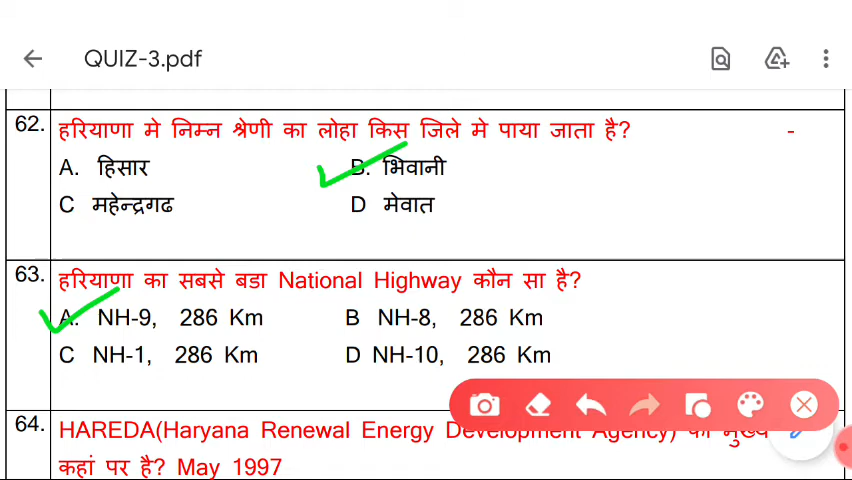 QUIZ-3.pdf
62. हरियाणा मे निम्न श्रेणी का लोहा किस जिले मे पाया जाता है? -
A. हिसार B. भिवानी
C महेन्द्रगढ D मेवात
63. हरियाणा का सबसे बडा National Highway कौन सा है?
A. NH-9, 286 Km B NH-8, 286 Km
C NH-1, 286 Km D NH-10, 286 Km
64. HAREDA(Haryana Renewal Energy Development Agency) का मुख्य
कहां पर है? May 1997